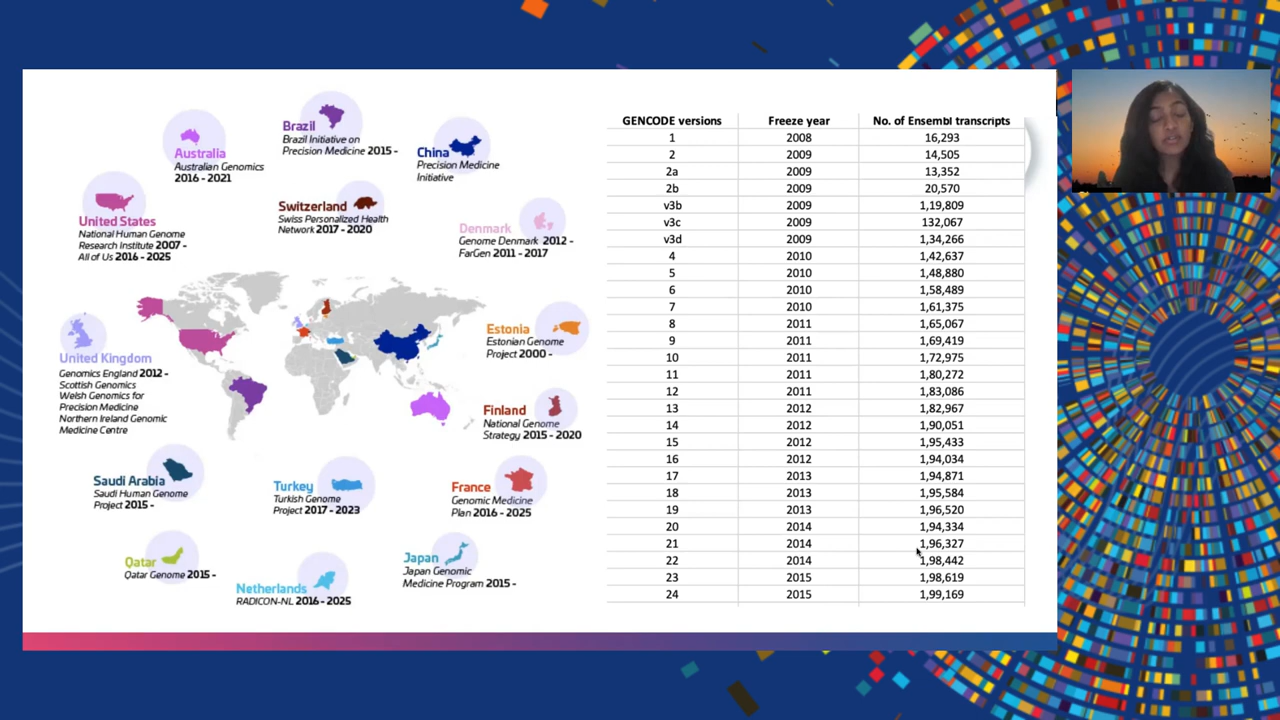 Brazil
Brazil Initiative on
Precision Medicine 2015 -
Australia
Australian Genomics
2016 - 2021
China
Precision Medicine
Initiative
United States
National Human Genome
Research Institute 2007 -
All of Us 2016 - 2025
Switzerland
Swiss Personalized Health
Network 2017 - 2020
Denmark
Genome Denmark 2012 -
FarGen 2011 - 2017
United Kingdom
Genomics England 2012 -
Scottish Genomics
Welsh Genomics for
Precision Medicine
Northern Ireland Genomic
Medicine Centre
Estonia
Estonian Genome
Project 2000 -
Finland
National Genome
Strategy 2015 - 2020
Saudi Arabia
Saudi Human Genome
Project 2015 -
Turkey
Turkish Genome
Project 2017 - 2023
France
Genomic Medicine
Plan 2016 - 2025
Qatar
Qatar Genome 2015 -
Netherlands
RADICON-NL 2016 - 2025
Japan
Japan Genomic
Medicine Program 2015 -
GENCODE versions Freeze year No. of Ensembl transcripts
1 2008 16,293
2 2009 14,505
2a 2009 13,352
2b 2009 20,570
v3b 2009 1,19,809
v3c 2009 132,067
v3d 2009 1,34,266
4 2010 1,42,637
5 2010 1,48,880
6 2010 1,58,489
7 2010 1,61,375
8 2011 1,65,067
9 2011 1,69,419
10 2011 1,72,975
11 2011 1,80,272
12 2011 1,83,086
13 2012 1,82,967
14 2012 1,90,051
15 2012 1,95,433
16 2012 1,94,034
17 2013 1,94,871
18 2013 1,95,584
19 2013 1,96,520
20 2014 1,94,334
21 2014 1,96,327
22 2014 1,98,442
23 2015 1,98,619
24 2015 1,99,169